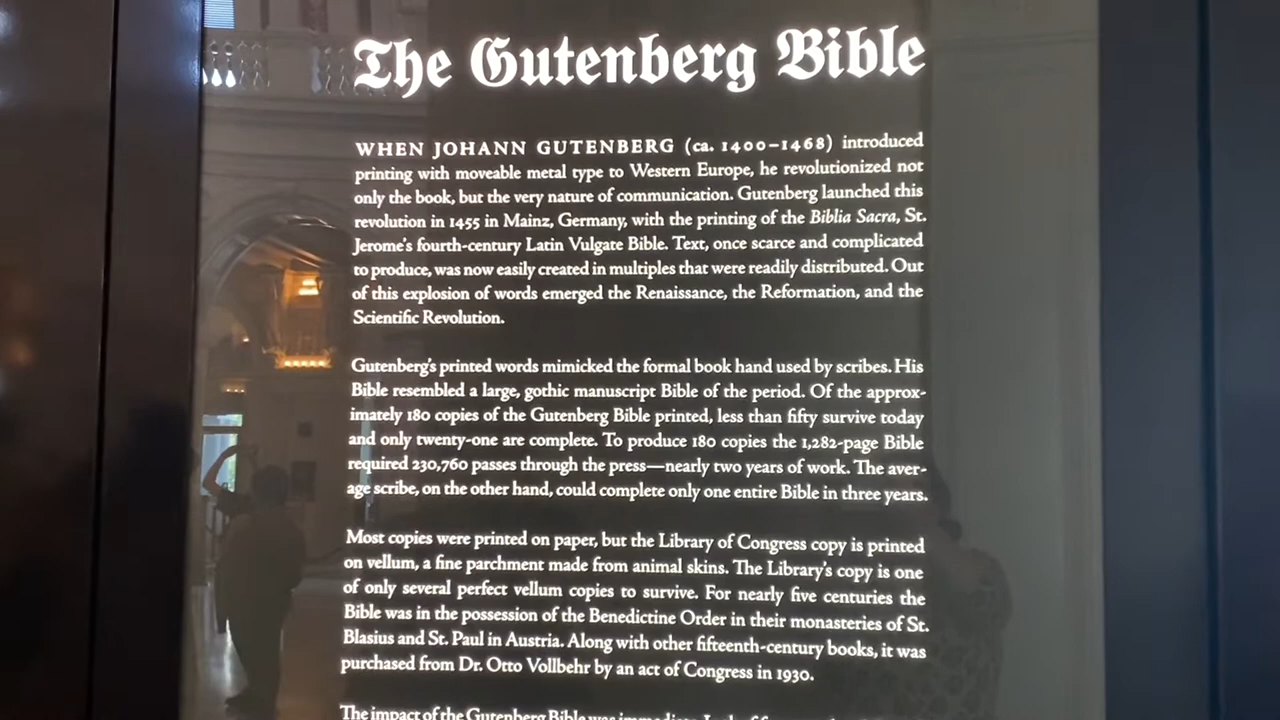 The Gutenberg Bible
WHEN JOHANN GUTENBERG (ca. 1400–1468) introduced
printing with moveable metal type to Western Europe, he revolutionized not
only the book, but the very nature of communication. Gutenberg launched this
revolution in 1455 in Mainz, Germany, with the printing of the Biblia Sacra, St.
Jerome's fourth-century Latin Vulgate Bible. Text, once scarce and complicated
to produce, was now easily created in multiples that were readily distributed. Out
of this explosion of words emerged the Renaissance, the Reformation, and the
Scientific Revolution.
Gutenberg's printed words mimicked the formal book hand used by scribes. His
Bible resembled a large, gothic manuscript Bible of the period. Of the approx-
imately 180 copies of the Gutenberg Bible printed, less than fifty survive today
and only twenty-one are complete. To produce 180 copies the 1,282-page Bible
required 230,760 passes through the press—nearly two years of work. The aver-
age scribe, on the other hand, could complete only one entire Bible in three years.
Most copies were printed on paper, but the Library of Congress copy is printed
on vellum, a fine parchment made from animal skins. The Library's copy is one
of only several perfect vellum copies to survive. For nearly five centuries the
Bible was in the possession of the Benedictine Order in their monasteries of St.
Blasius and St. Paul in Austria. Along with other fifteenth-century books, it was
purchased from Dr. Otto Vollbehr by an act of Congress in 1930.
The impact of the Gutenberg Bible was immediate.